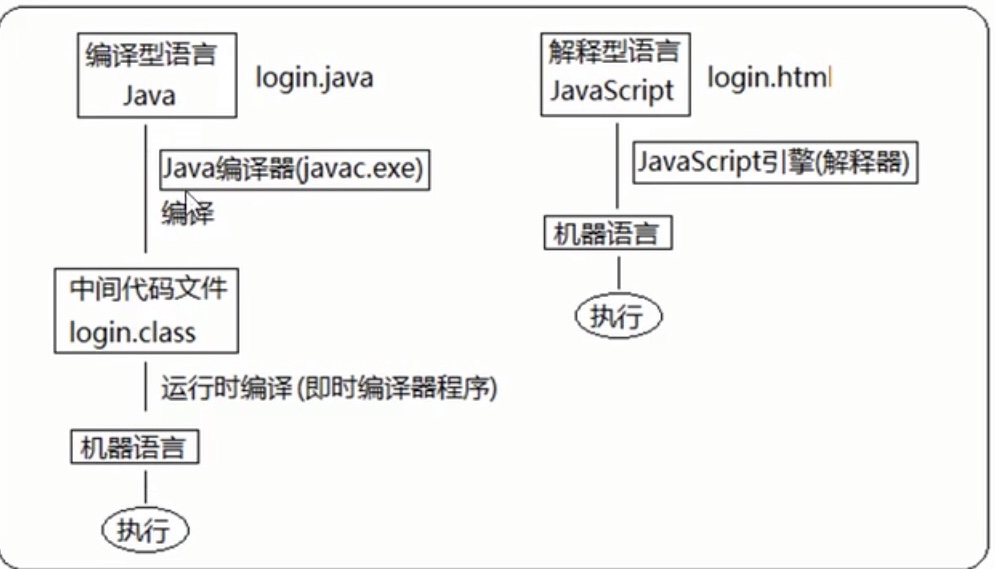 编译型语言
Java
login.java
Java编译器(javac.exe)
编译
中间代码文件
login.class
运行时编译(即时编译器程序)
机器语言
执行
解释型语言
JavaScript
login.html
JavaScript引擎(解释器)
机器语言
执行